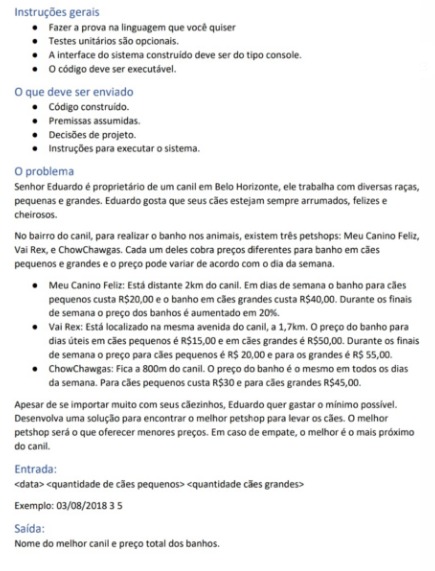 Instruções gerais
• Fazer a prova na linguagem que você quiser
• Testes unitários são opcionais.
• A interface do sistema construído deve ser do tipo console.
• O código deve ser executável.
O que deve ser enviado
• Código construído.
• Premissas assumidas.
• Decisões de projeto.
• Instruções para executar o sistema.
O problema
Senhor Eduardo é proprietário de um canil em Belo Horizonte, ele trabalha com diversas raças,
pequenas e grandes. Eduardo gosta que seus cães estejam sempre arrumados, felizes e
cheirosos.
No bairro do canil, para realizar o banho nos animais, existem três petshops: Meu Canino Feliz,
Vai Rex, e ChowChawgas. Cada um deles cobra preços diferentes para banho em cães
pequenos e grandes e o preço pode variar de acordo com o dia da semana.
• Meu Canino Feliz: Está distante 2km do canil. Em dias de semana o banho para cães
pequenos custa R$20,00 e o banho em cães grandes custa R$40,00. Durante os finais
de semana o preço dos banhos é aumentado em 20%.
• Vai Rex: Está localizado na mesma avenida do canil, a 1,7km. O preço do banho para
dias úteis em cães pequenos é R$15,00 e em cães grandes é R$50,00. Durante os finais
de semana o preço para cães pequenos é R$ 20,00 e para os grandes é R$ 55,00.
• ChowChawgas: Fica a 800m do canil. O preço do banho é o mesmo em todos os dias
da semana. Para cães pequenos custa R$30 e para cães grandes R$45,00.
Apesar de se importar muito com seus cãezinhos, Eduardo quer gastar o mínimo possível.
Desenvolva uma solução para encontrar o melhor petshop para levar os cães. O melhor
petshop será o que oferecer menores preços. Em caso de empate, o melhor é o mais próximo
do canil.
Entrada:
<data> <quantidade de cães pequenos> <quantidade cães grandes>
Exemplo: 03/08/2018 3 5
Saída:
Nome do melhor canil e preço total dos banhos.